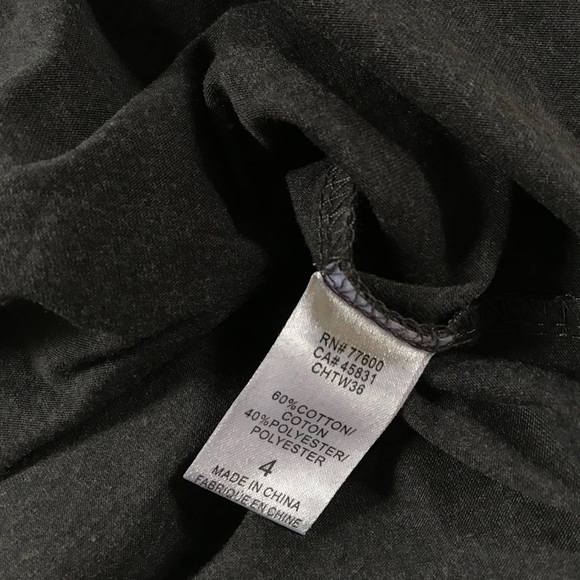 RN# 77600
CA# 45831
CHTW36
60%COTTON/
COTON
40%POLYESTER/
POLYESTER
4
MADE IN CHINA
FABRIQUE EN CHINE